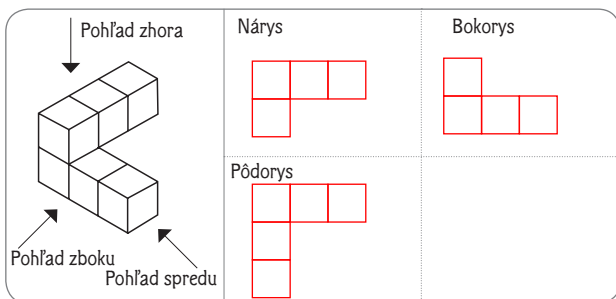 Pohľad zhora
Nárys
Bokorys
Pôdorys
Pohľad zboku
Pohľad spredu